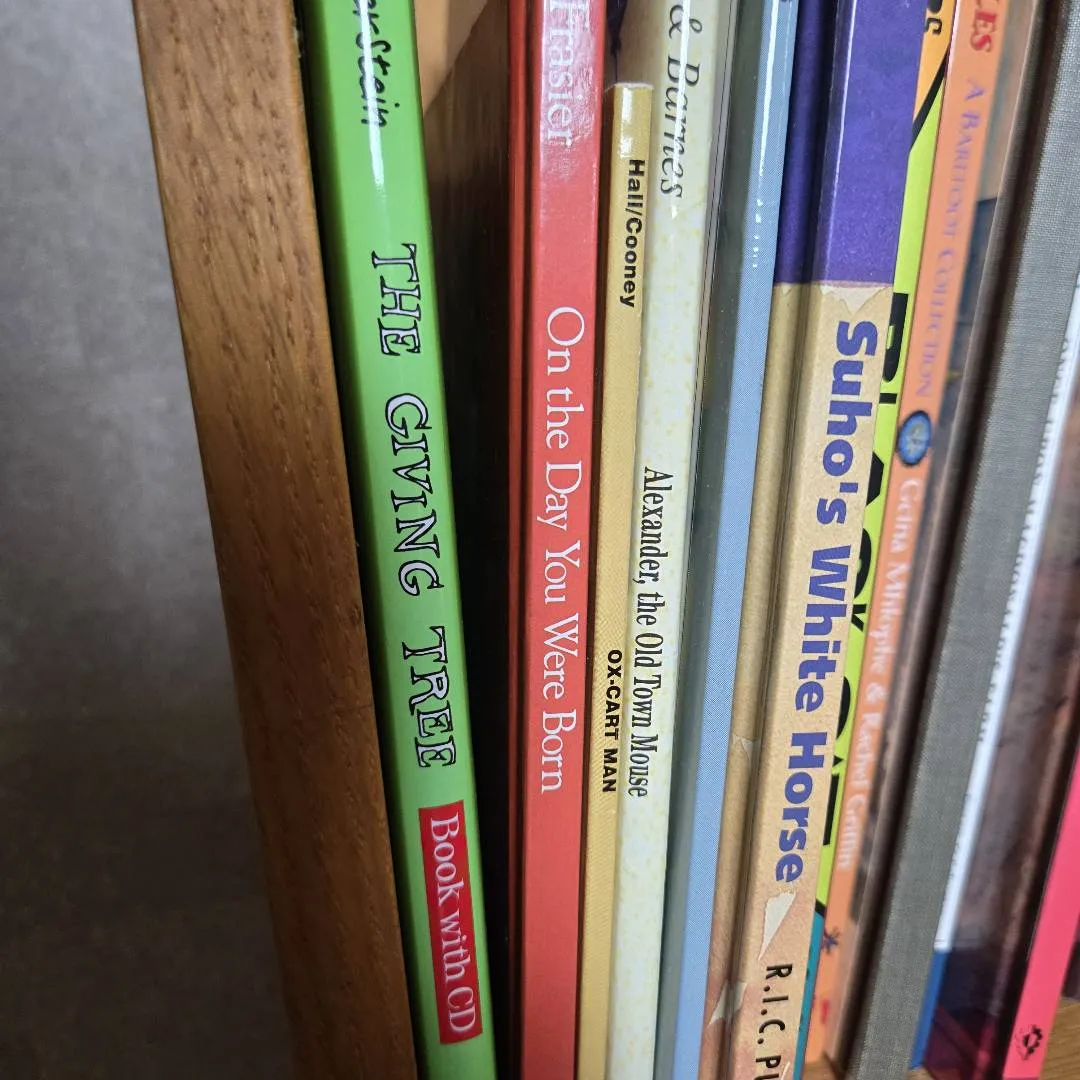 THE GIVING TREE
Book with CD
Frasier
On the Day You Were Born
Hall/Cooney
OX-CART MAN
& Barnes
Alexander, the Old Town Mouse
Suho's White Horse
R.I.C.
A BAREFOOT COLLECTION